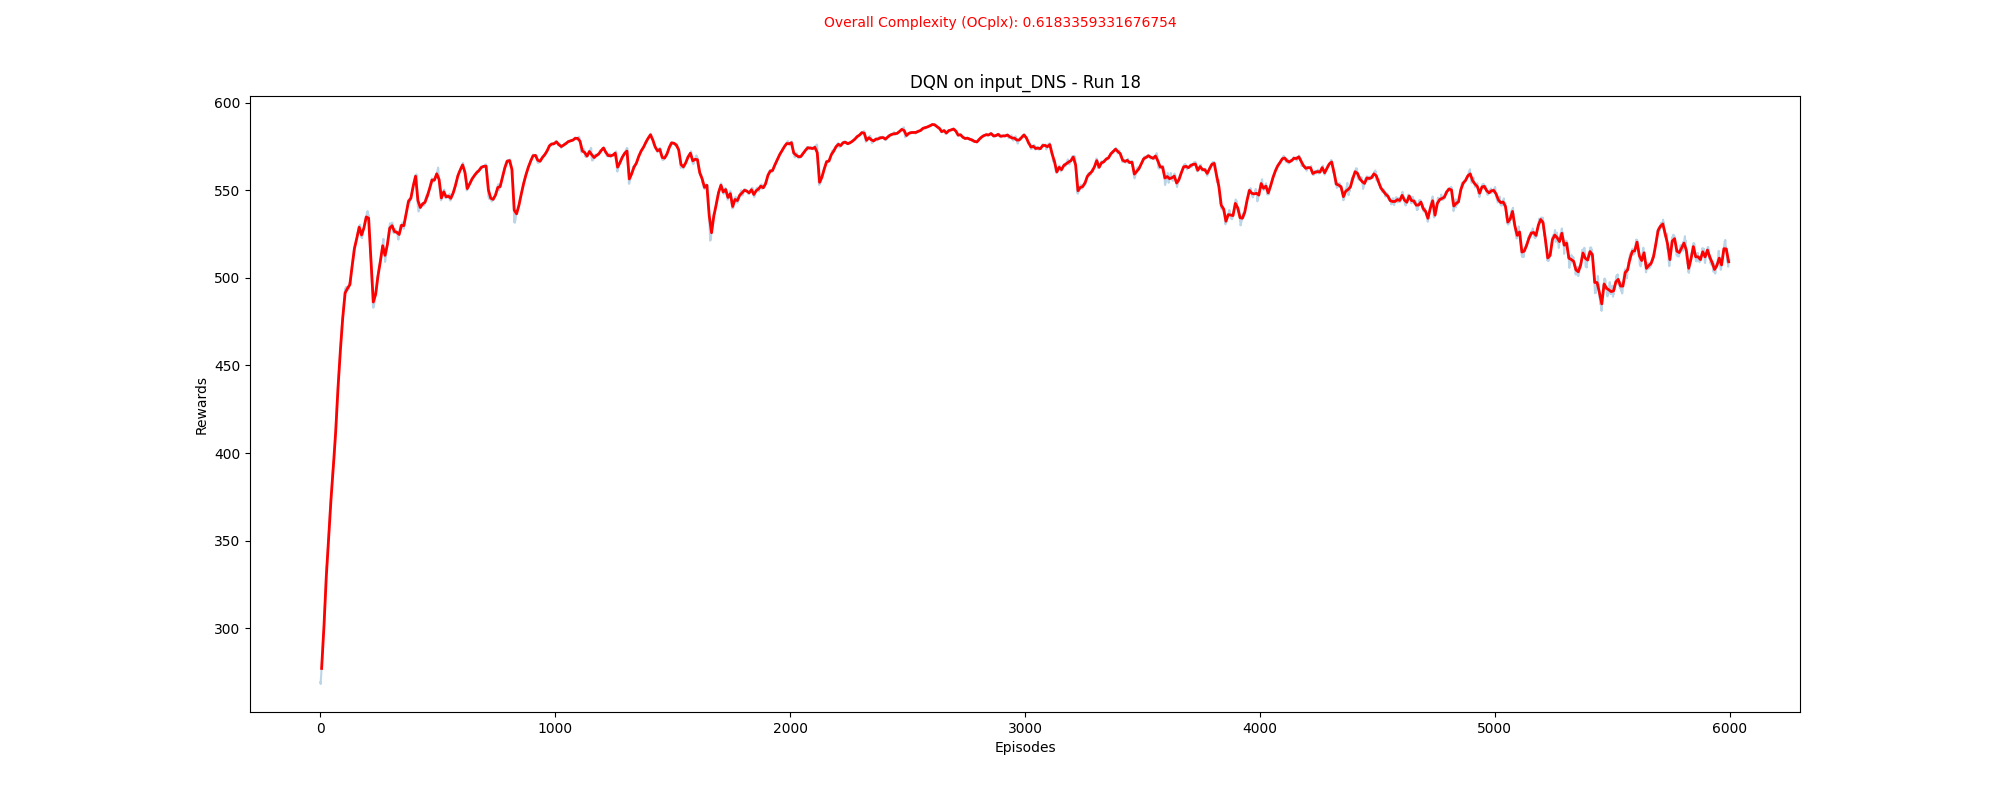 Overall Complexity (OCplx): 0.6183359331676754
DQN on input_DNS - Run 18
600
550
500
450
400
350
300
Rewards
0 1000 2000 3000 4000 5000 6000
Episodes